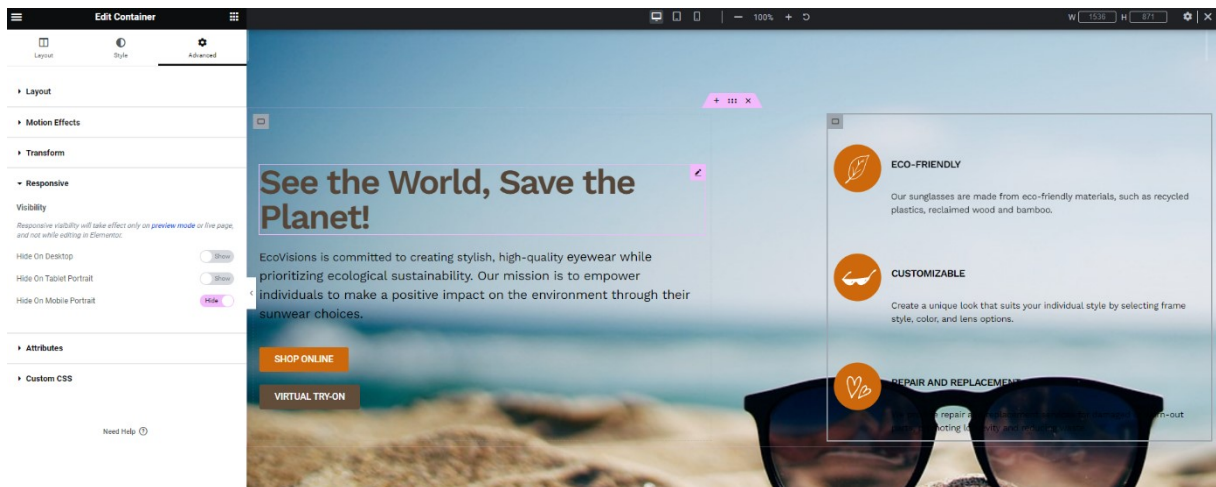 Edit Container
100%
W 1536 H 871
Layout
Style
Advanced
Layout
Motion Effects
Transform
Responsive
Visibility
Responsive visibility will take effect only on preview mode or live page,
and not while editing in Elementor.
Hide On Desktop
Show
Hide On Tablet Portrait
Show
Hide On Mobile Portrait
Hide
Attributes
Custom CSS
Need Help
See the World, Save the
Planet!
EcoVisions is committed to creating stylish, high-quality eyewear while
prioritizing ecological sustainability. Our mission is to empower
individuals to make a positive impact on the environment through their
sunwear choices.
SHOP ONLINE
VIRTUAL TRY-ON
ECO-FRIENDLY
Our sunglasses are made from eco-friendly materials, such as recycled
plastics, reclaimed wood and bamboo.
CUSTOMIZABLE
Create a unique look that suits your individual style by selecting frame
style, color, and lens options.
REPAIR AND REPLACEMENT
repair
and